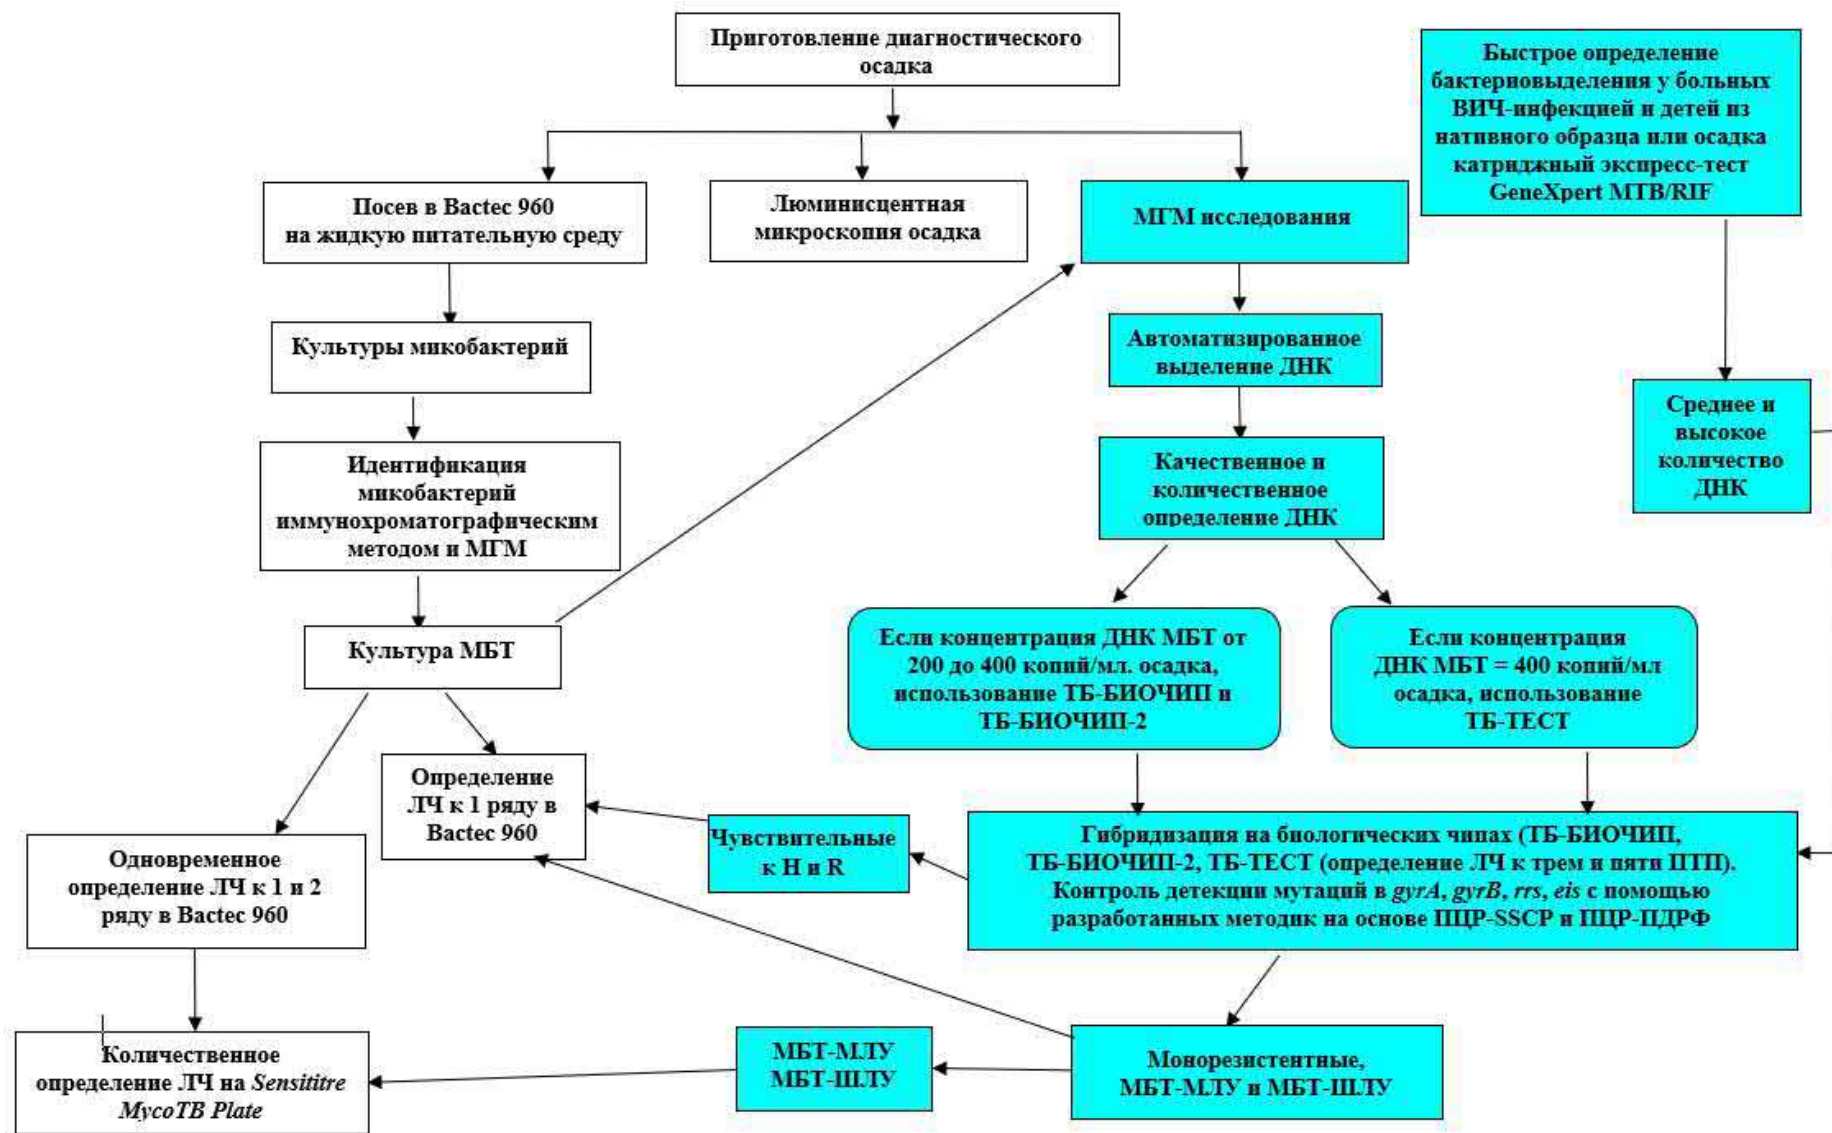 Приготовление диагностического
осадка
Быстрое определение
бактериовыделения у больных
ВИЧ-инфекцией и детей из
нативного образца или осадка
катриджный экспресс-тест
GeneXpert MTB/RIF
Посев в Bactec 960
на жидкую питательную среду
Люминисцентная
микроскопия осадка
МГМ исследования
Культуры микобактерий
Автоматизированное
выделение ДНК
Среднее и
высокое
количество
ДНК
Идентификация
микобактерий
иммунохроматографическим
методом и МГМ
Качественное и
количественное
определение ДНК
Культура МБТ
Если концентрация ДНК МБТ от
200 до 400 копий/мл. осадка,
использование ТБ-БИОЧИП и
ТБ-БИОЧИП-2
Если концентрация
ДНК МБТ = 400 копий/мл
осадка, использование
ТБ-ТЕСТ
Определение
ЛЧ к 1 ряду в
Bactec 960
Чувствительные
к H и R
Гибридизация на биологических чипах (ТБ-БИОЧИП,
ТБ-БИОЧИП-2, ТБ-ТЕСТ (определение ЛЧ к трем и пяти ПТП).
Контроль детекции мутаций в gyrA, gyrB, rrs, eis с помощью
разработанных методик на основе ПЦР-SSCP и ПЦР-ПДРФ
Одновременное
определение ЛЧ к 1 и 2
ряду в Bactec 960
Количественное
определение ЛЧ на Sensititre
MycoTB Plate
МБТ-МЛУ
МБТ-ШЛУ
Монорезистентные,
МБТ-МЛУ и МБТ-ШЛУ